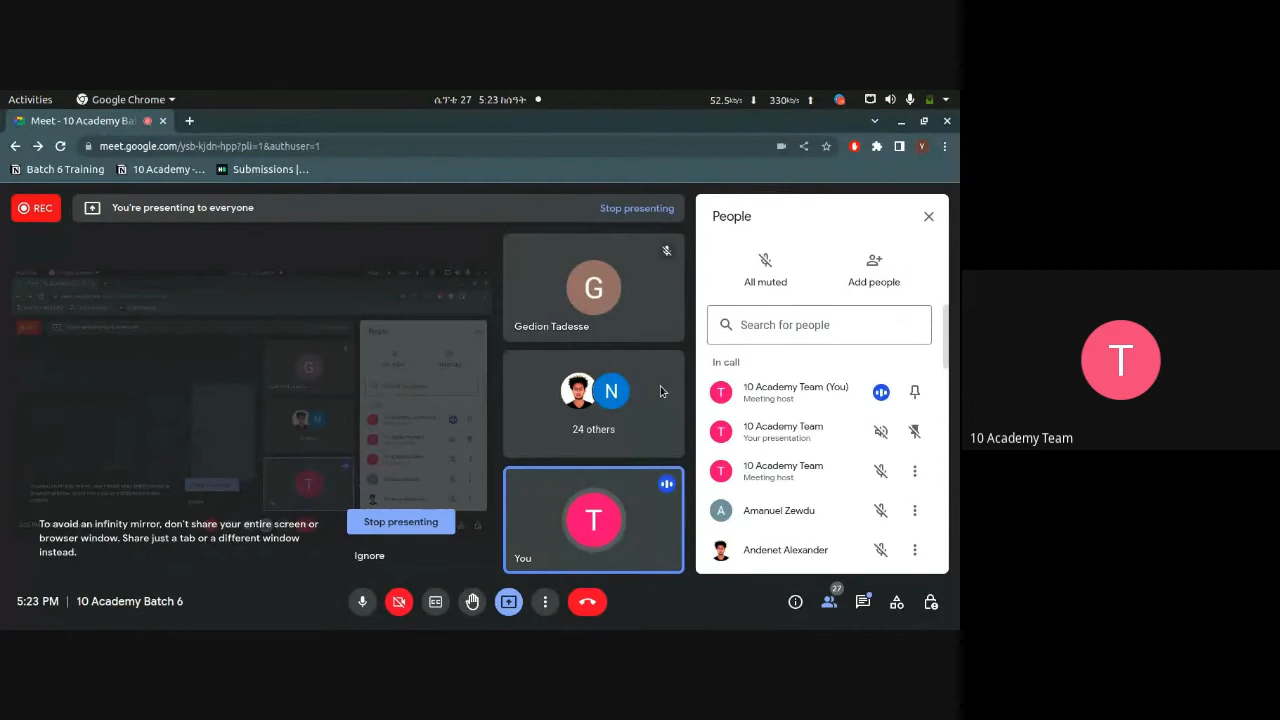 Activities
Google Chrome
ሴፕቴ 27 5:23 ከሰዓት
52.5kb/s
330kb/s
Meet - 10 Academy Bat
meet.google.com/ysb-kjdn-hpp?pli=1&authuser=1
Y
Batch 6 Training
10 Academy -...
Submissions |...
REC
You're presenting to everyone
Stop presenting
G
Gedion Tadesse
N
24 others
T
You
To avoid an infinity mirror, don't share your entire screen or
browser window. Share just a tab or a different window
instead.
Stop presenting
Ignore
People
All muted
Add people
Search for people
In call
T
10 Academy Team (You)
Meeting host
T
10 Academy Team
Your presentation
T
10 Academy Team
Meeting host
A
Amanuel Zewdu
Andenet Alexander
5:23 PM | 10 Academy Batch 6
27
T
10 Academy Team